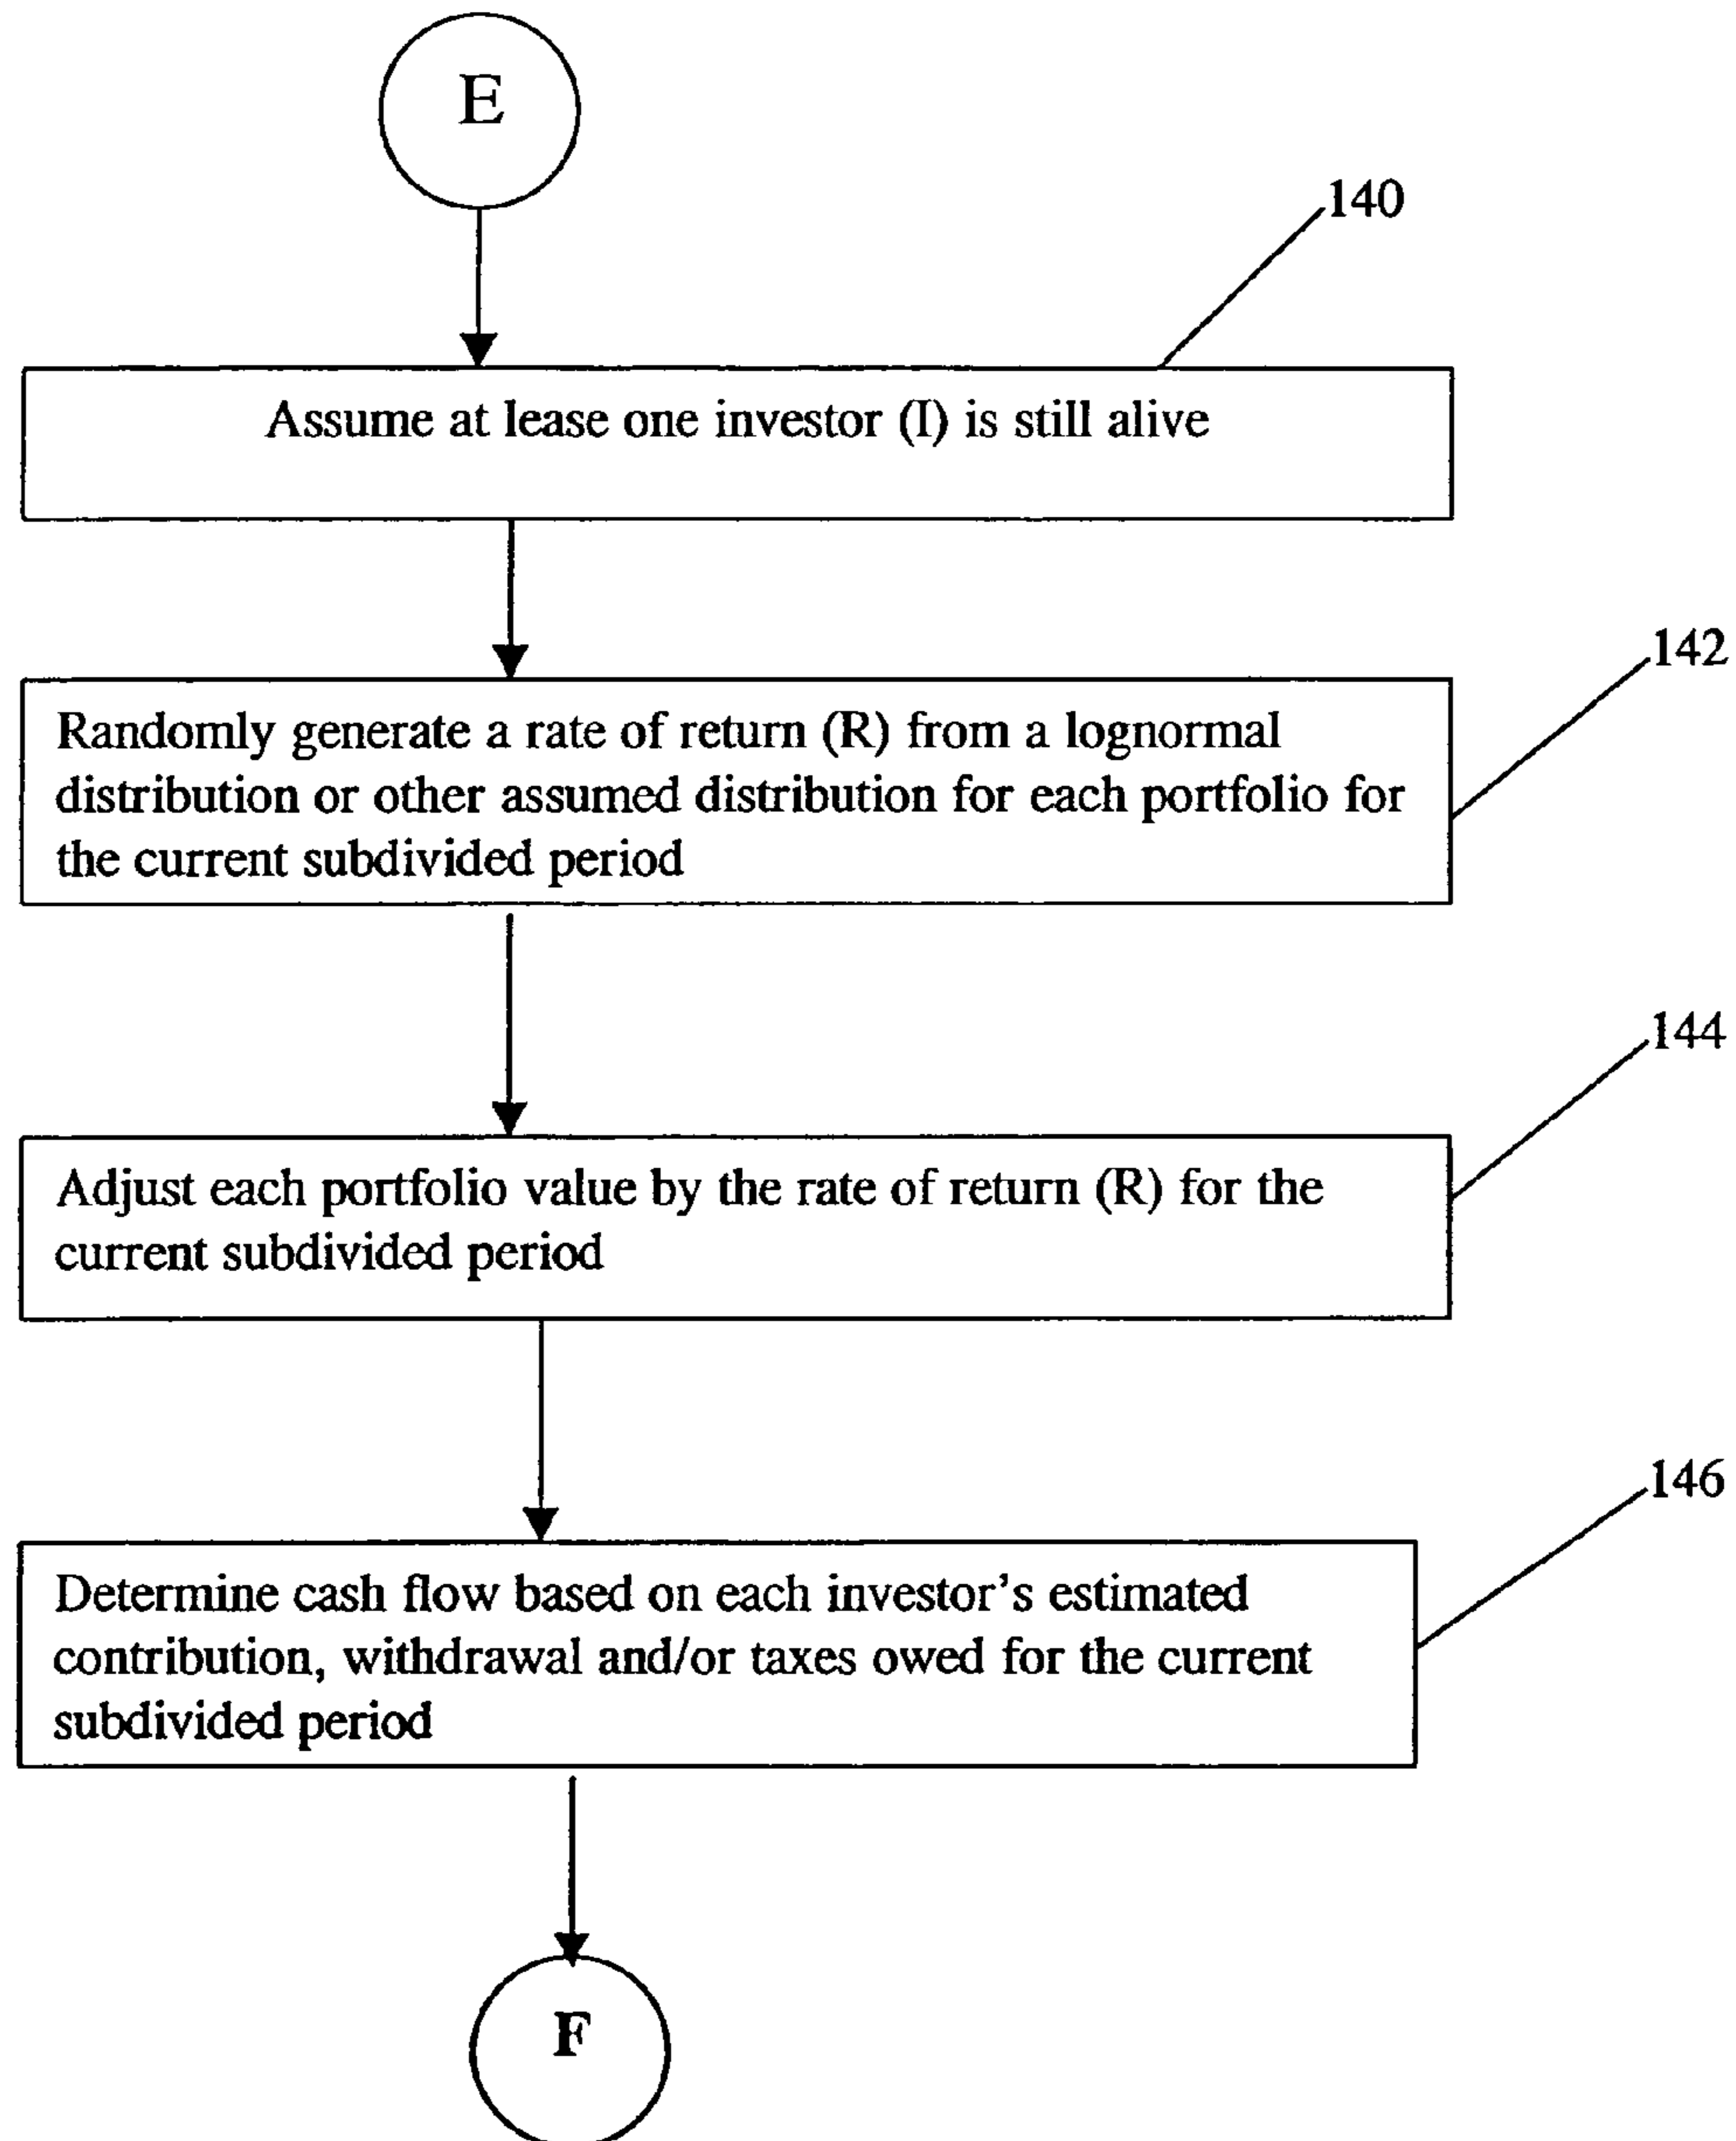 E
140
Assume at lease one investor (I) is still alive
142
Randomly generate a rate of return (R) from a lognormal
distribution or other assumed distribution for each portfolio for
the current subdivided period
144
Adjust each portfolio value by the rate of return (R) for the
current subdivided period
146
Determine cash flow based on each investor’s estimated
contribution, withdrawal and/or taxes owed for the current
subdivided period
F